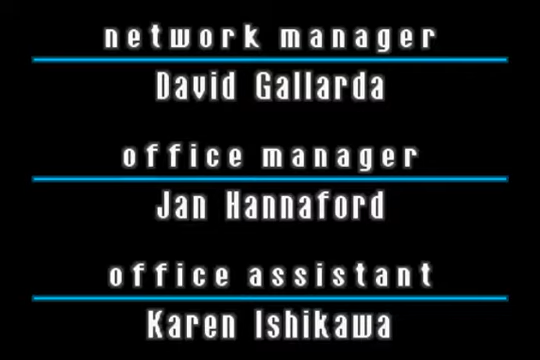 network manager
David Gallarda
office manager
Jan Hannaford
office assistant
Karen Ishikawa